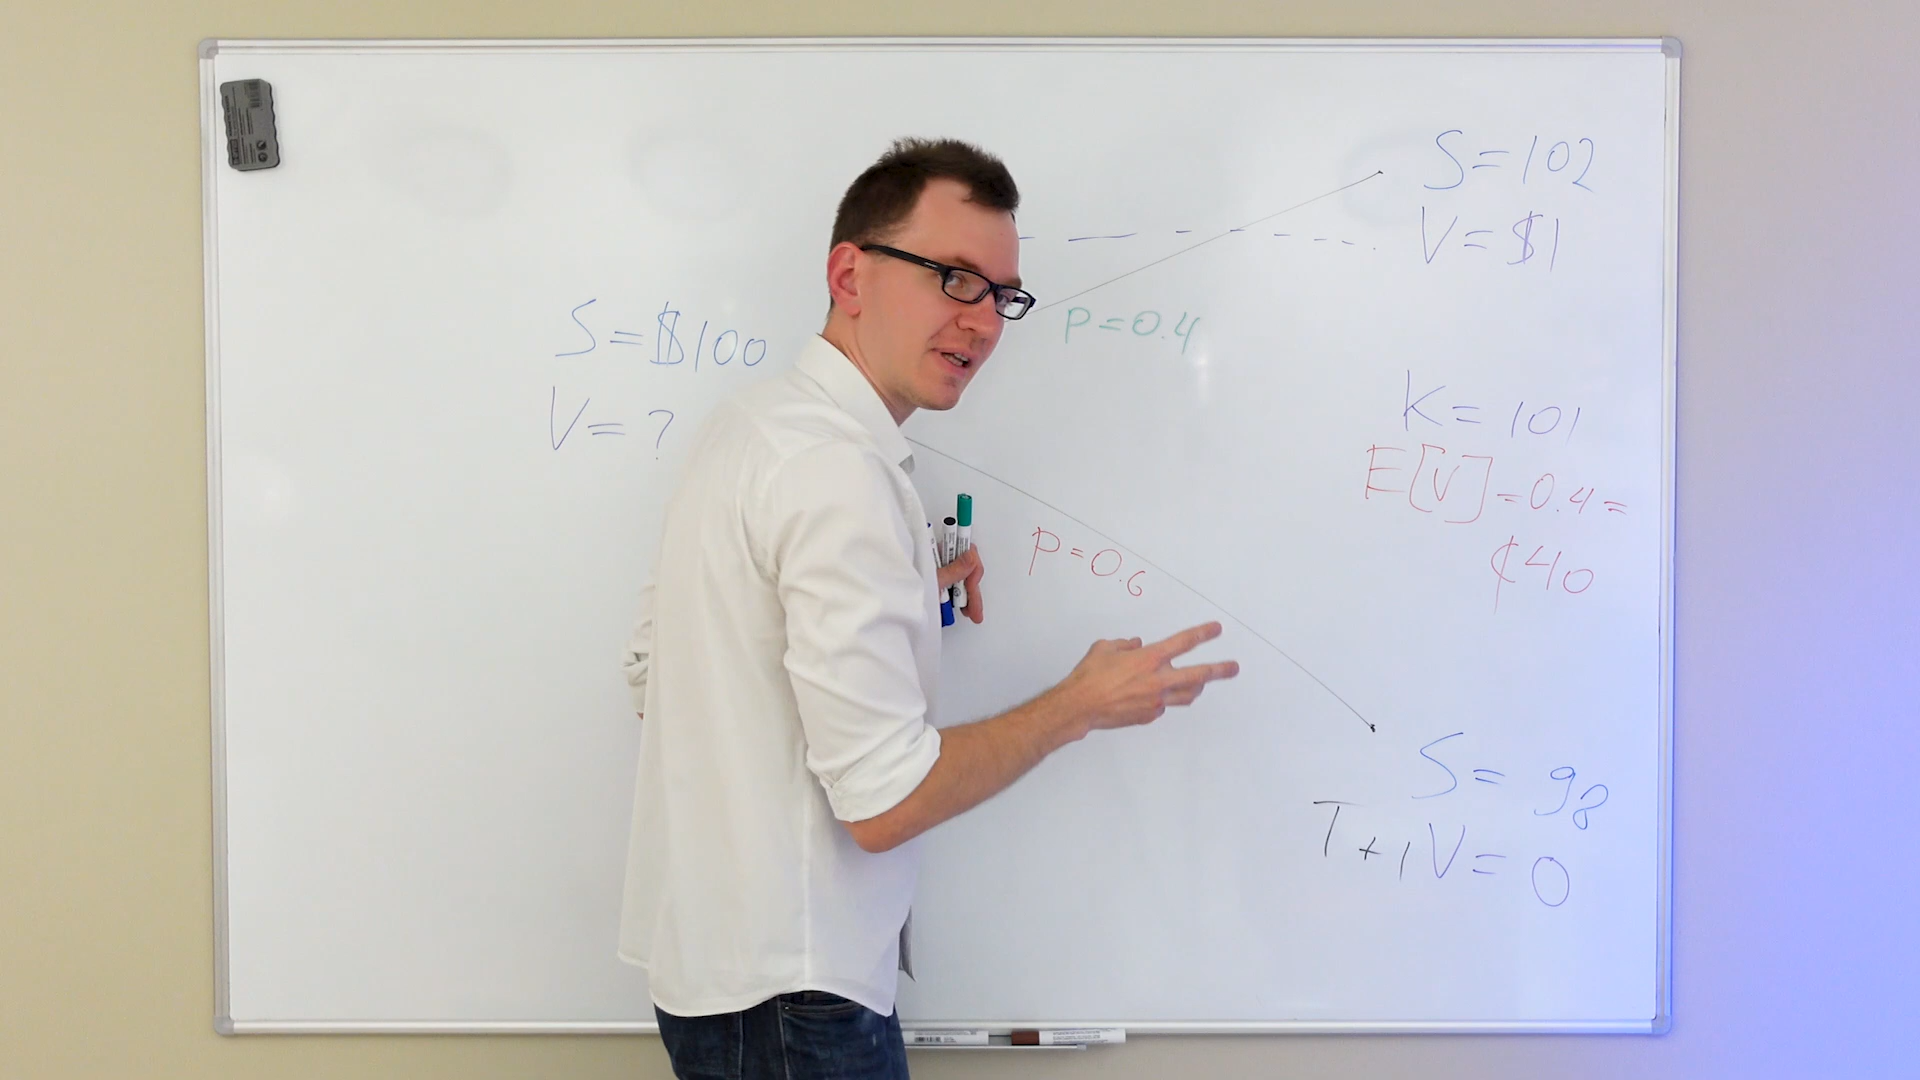 S=102
V=$1
S=$100
p=0.4
V=?
K=101
E[V]=0.4=
¢40
p=0.6
S=98
T+1 V=0